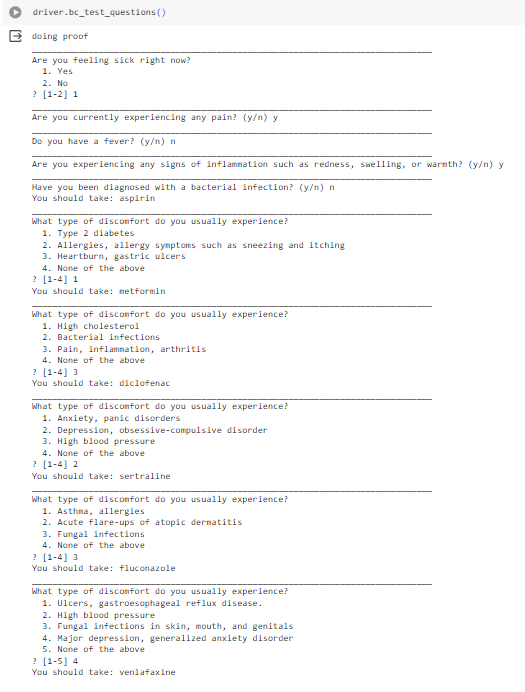 driver.bc_test_questions()
doing proof
Are you feeling sick right now?
1. Yes
2. No
? [1-2] 1
Are you currently experiencing any pain? (y/n) y
Do you have a fever? (y/n) n
Are you experiencing any signs of inflammation such as redness, swelling, or warmth? (y/n) y
Have you been diagnosed with a bacterial infection? (y/n) n
You should take: aspirin
What type of discomfort do you usually experience?
1. Type 2 diabetes
2. Allergies, allergy symptoms such as sneezing and itching
3. Heartburn, gastric ulcers
4. None of the above
? [1-4] 1
You should take: metformin
What type of discomfort do you usually experience?
1. High cholesterol
2. Bacterial infections
3. Pain, inflammation, arthritis
4. None of the above
? [1-4] 3
You should take: diclofenac
What type of discomfort do you usually experience?
1. Anxiety, panic disorders
2. Depression, obsessive-compulsive disorder
3. High blood pressure
4. None of the above
? [1-4] 2
You should take: sertraline
What type of discomfort do you usually experience?
1. Asthma, allergies
2. Acute flare-ups of atopic dermatitis
3. Fungal infections
4. None of the above
? [1-4] 3
You should take: fluconazole
What type of discomfort do you usually experience?
1. Ulcers, gastroesophageal reflux disease.
2. High blood pressure
3. Fungal infections in skin, mouth, and genitals
4. Major depression, generalized anxiety disorder
5. None of the above
? [1-5] 4
You should take: venlafaxine